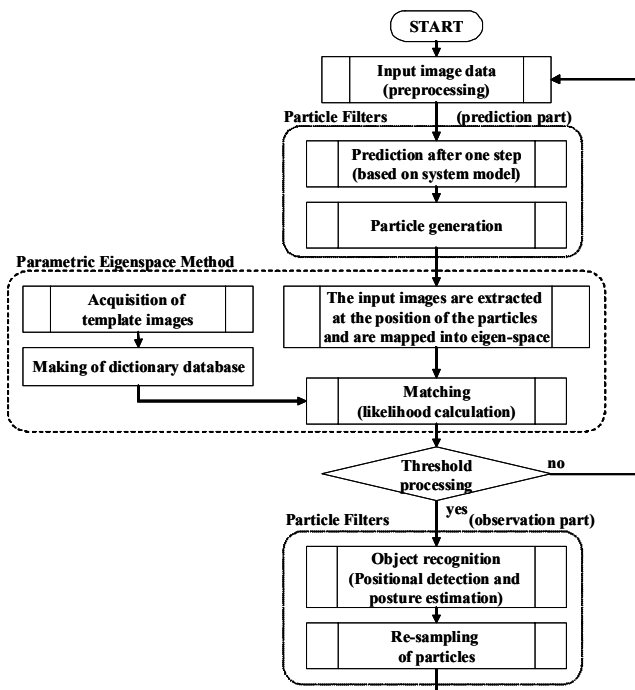 START
Input image data
(preprocessing)
Particle Filters (prediction part)
Prediction after one step
(based on system model)
Particle generation
Parametric Eigenspace Method
Acquisition of
template images
Making of dictionary database
The input images are extracted
at the position of the particles
and are mapped into eigen-space
Matching
(likelihood calculation)
Threshold
processing
no
yes
Particle Filters (observation part)
Object recognition
(Positional detection and
posture estimation)
Re-sampling
of particles